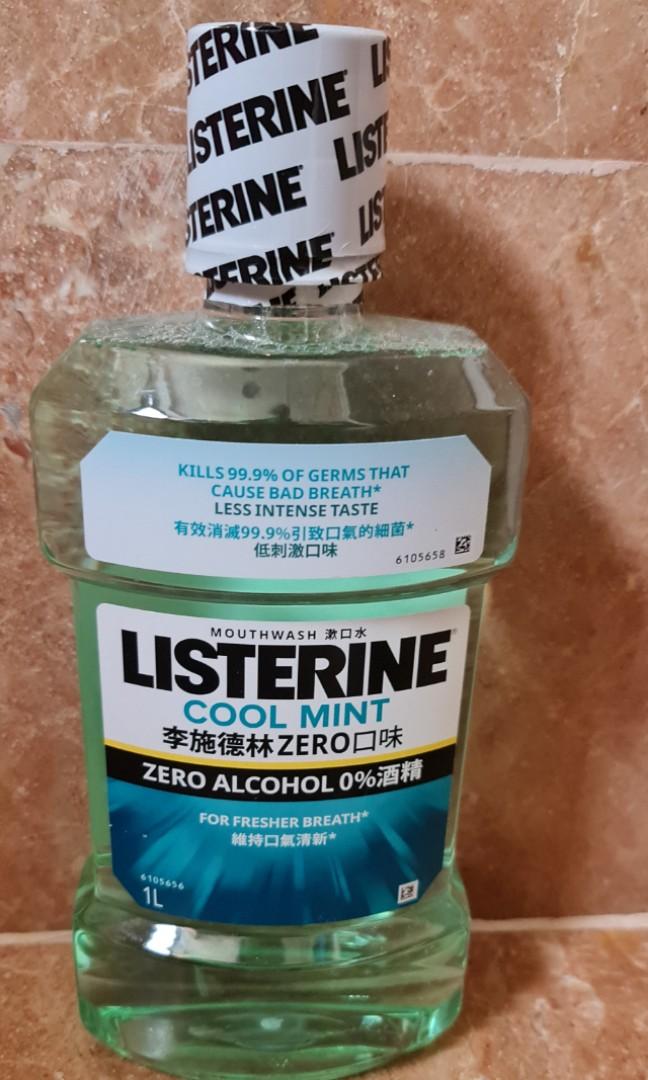 LISTERINE
LISTERINE
LISTERINE
LISTERINE
KILLS 99.9% OF GERMS THAT
CAUSE BAD BREATH*
LESS INTENSE TASTE
有效消滅99.9%引致口氣的細菌*
低刺激口味
6105658
MOUTHWASH 漱口水
LISTERINE
COOL MINT
李施德林ZERO口味
ZERO ALCOHOL 0%酒精
FOR FRESHER BREATH*
維持口氣清新*
6105656
1L